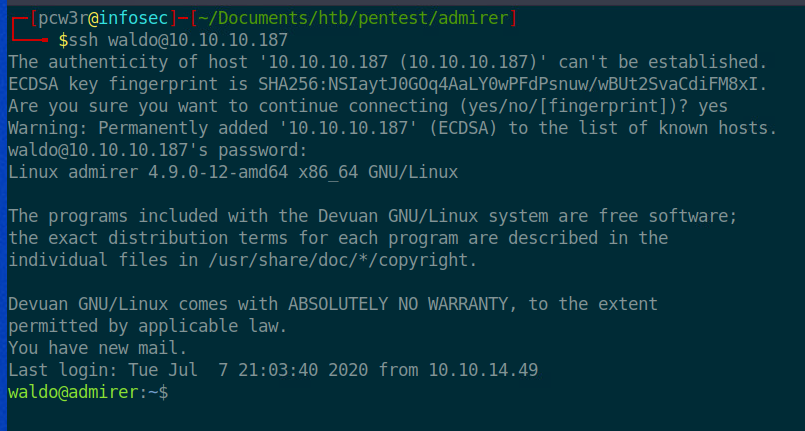 ┌─[pcw3r@infosec]─[~/Documents/htb/pentest/admirer]
└──╼ $ssh waldo@10.10.10.187
The authenticity of host '10.10.10.187 (10.10.10.187)' can't be established.
ECDSA key fingerprint is SHA256:NSIaytJ0GOq4AaLY0wPFdPsnuw/wBUt2SvaCdiFM8xI.
Are you sure you want to continue connecting (yes/no/[fingerprint])? yes
Warning: Permanently added '10.10.10.187' (ECDSA) to the list of known hosts.
waldo@10.10.10.187's password:
Linux admirer 4.9.0-12-amd64 x86_64 GNU/Linux

The programs included with the Devuan GNU/Linux system are free software;
the exact distribution terms for each program are described in the
individual files in /usr/share/doc/*/copyright.

Devuan GNU/Linux comes with ABSOLUTELY NO WARRANTY, to the extent
permitted by applicable law.
You have new mail.
Last login: Tue Jul  7 21:03:40 2020 from 10.10.14.49
waldo@admirer:~$